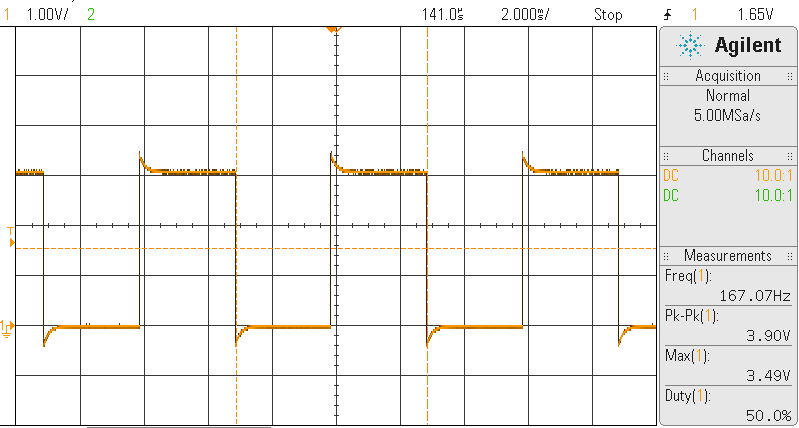 1 1.00V/ 2 141.0s 2.000s/ Stop 1 1.65V
Agilent
Acquisition
Normal
5.00MSa/s
Channels
DC 10.0:1
DC 10.0:1
Measurements
Freq(1):
167.07Hz
Pk-Pk(1):
3.90V
Max(1):
3.49V
Duty(1):
50.0%
T
1